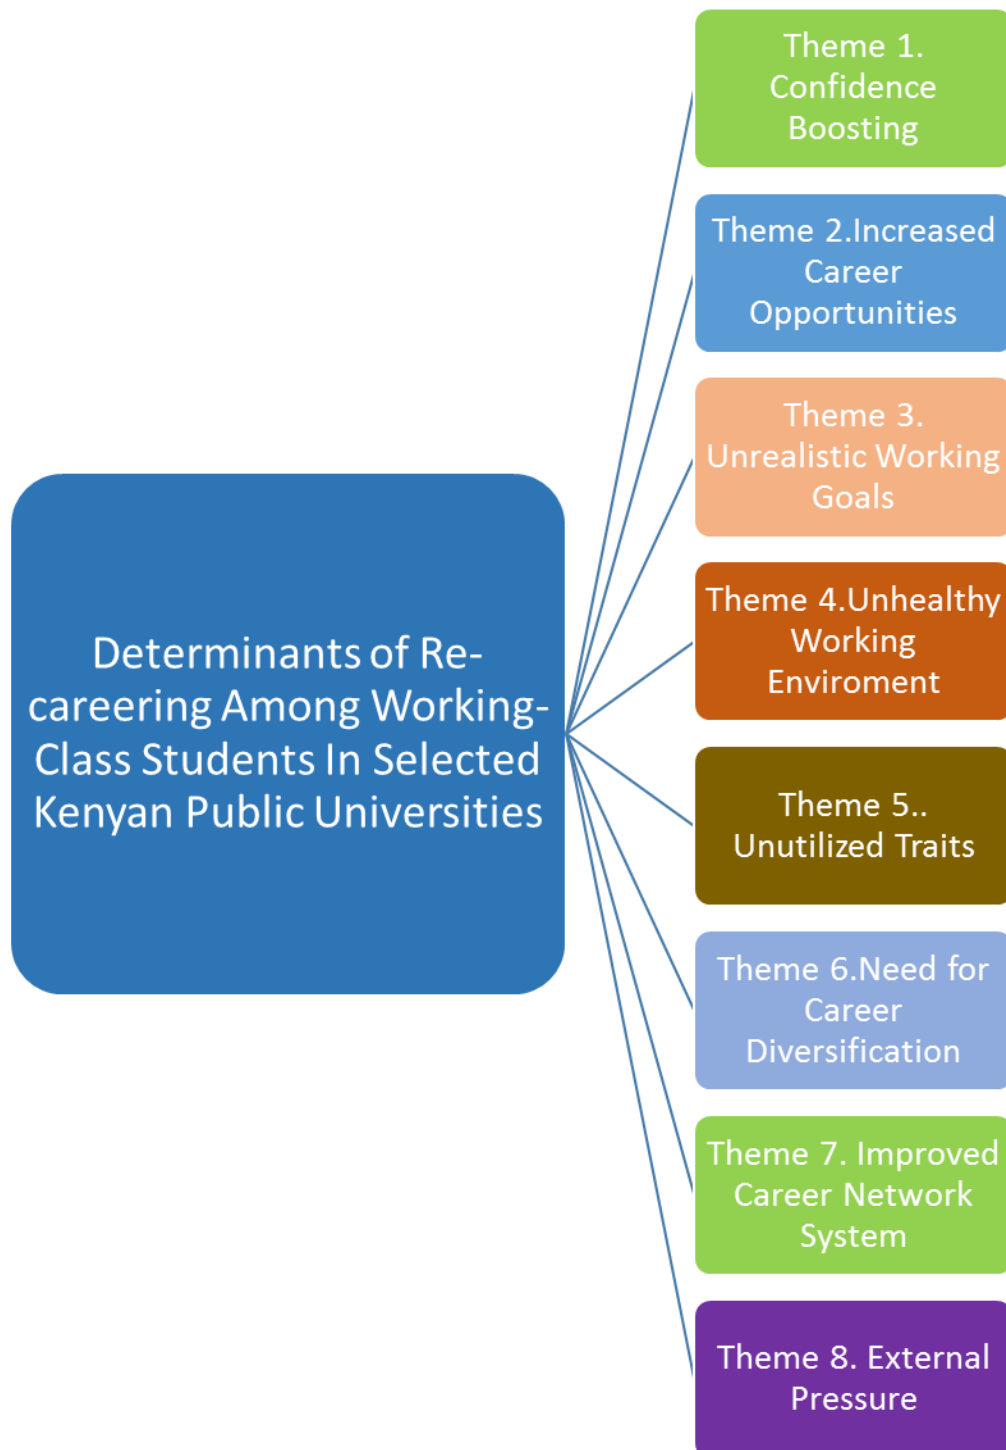 Theme 1.
Confidence
Boosting
Theme 2.Increased
Career
Opportunities
Theme 3.
Unrealistic Working
Goals
Theme 4.Unhealthy
Working
Enviroment
Determinants of Re-
careering Among Working-
Class Students In Selected
Kenyan Public Universities
Theme 5..
Unutilized Traits
Theme 6.Need for
Career
Diversification
Theme 7. Improved
Career Network
System
Theme 8. External
Pressure